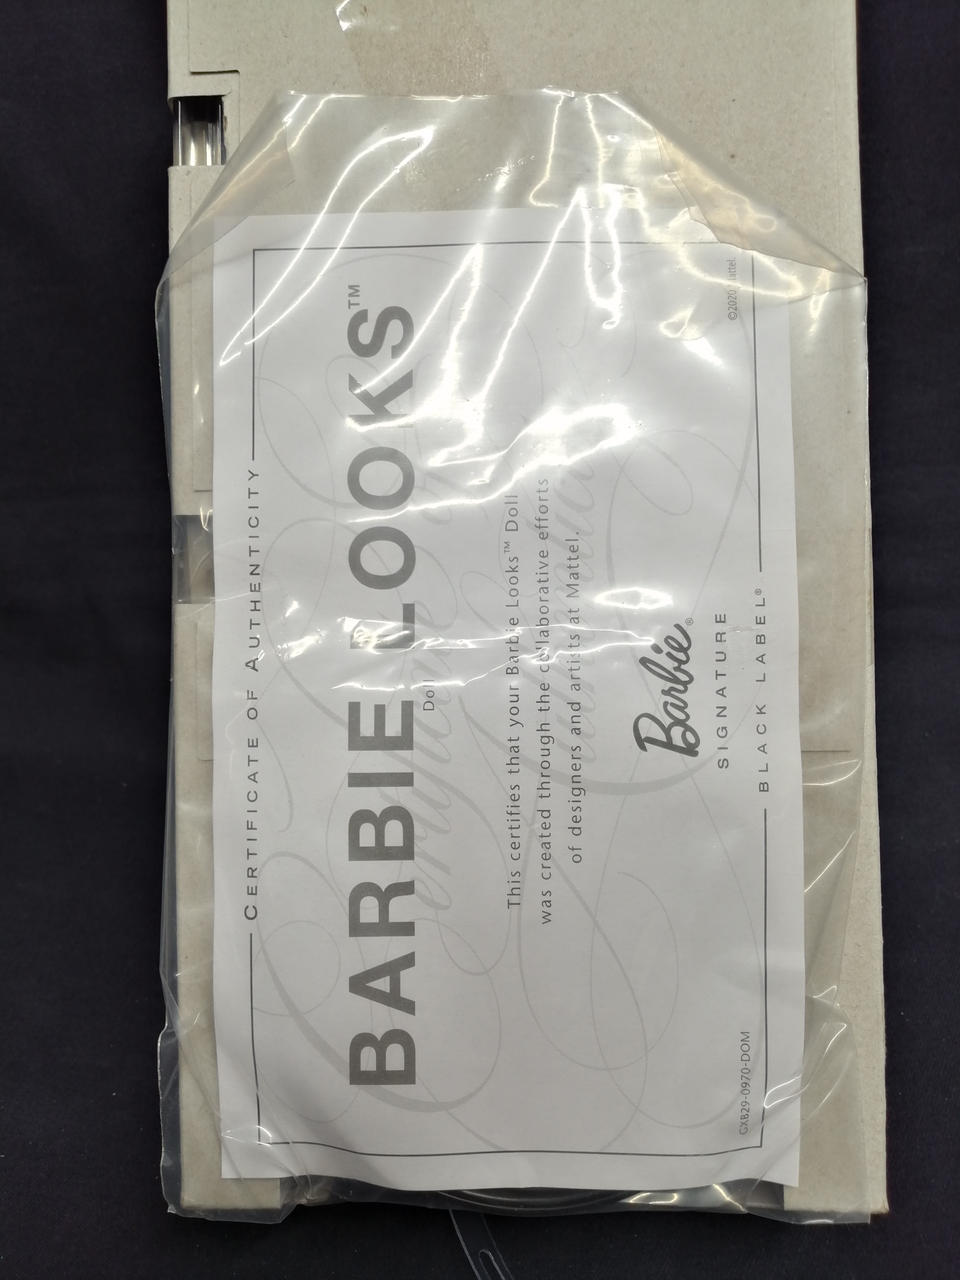 CERTIFICATE OF AUTHENTICITY
BARBIE LOOKS™
Doll
This certifies that your Barbie Looks™ Doll
was created through the collaborative efforts
of designers and artists at Mattel.
Barbie®
SIGNATURE
BLACK LABEL®
GXB29-0970-DOM
©2020 Mattel.